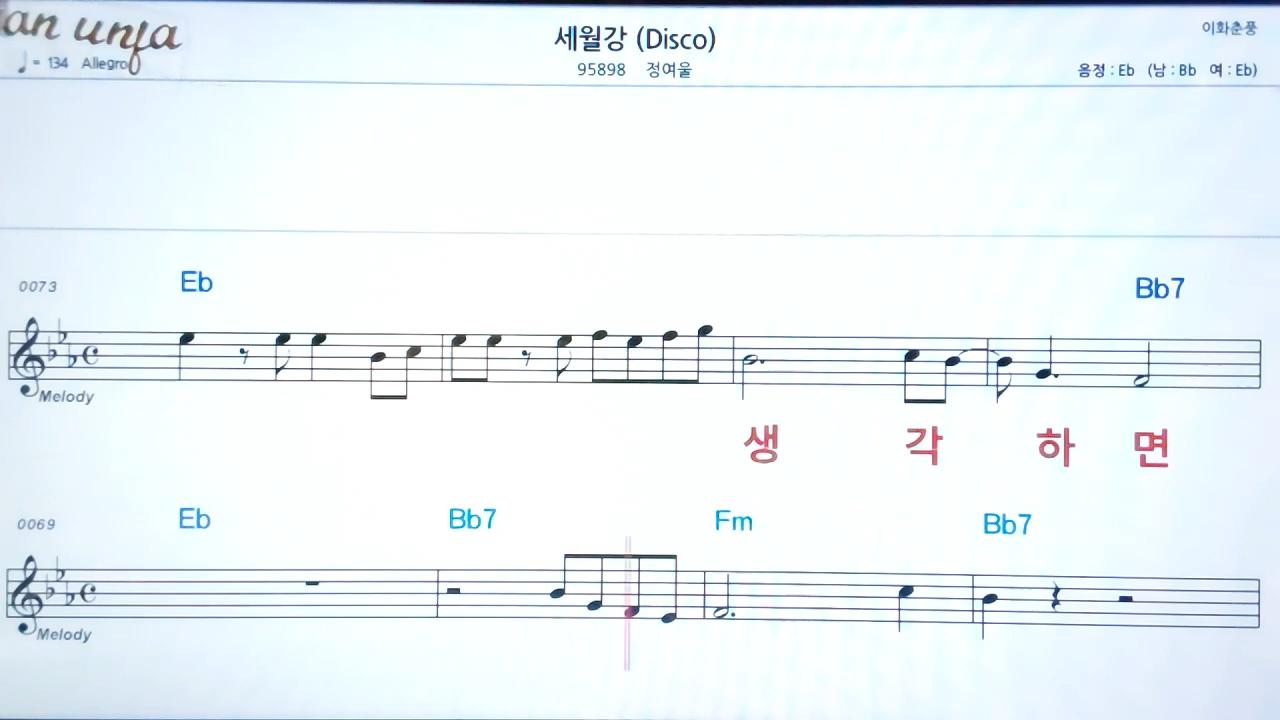 an unja
세월강 (Disco)
이화춘풍
♩= 134 Allegro
95898 정여울
음정 : Eb (남 : Bb 여 : Eb)
0073
Eb
Bb7
Melody
생 각 하 면
0069
Eb
Bb7
Fm
Bb7
Melody